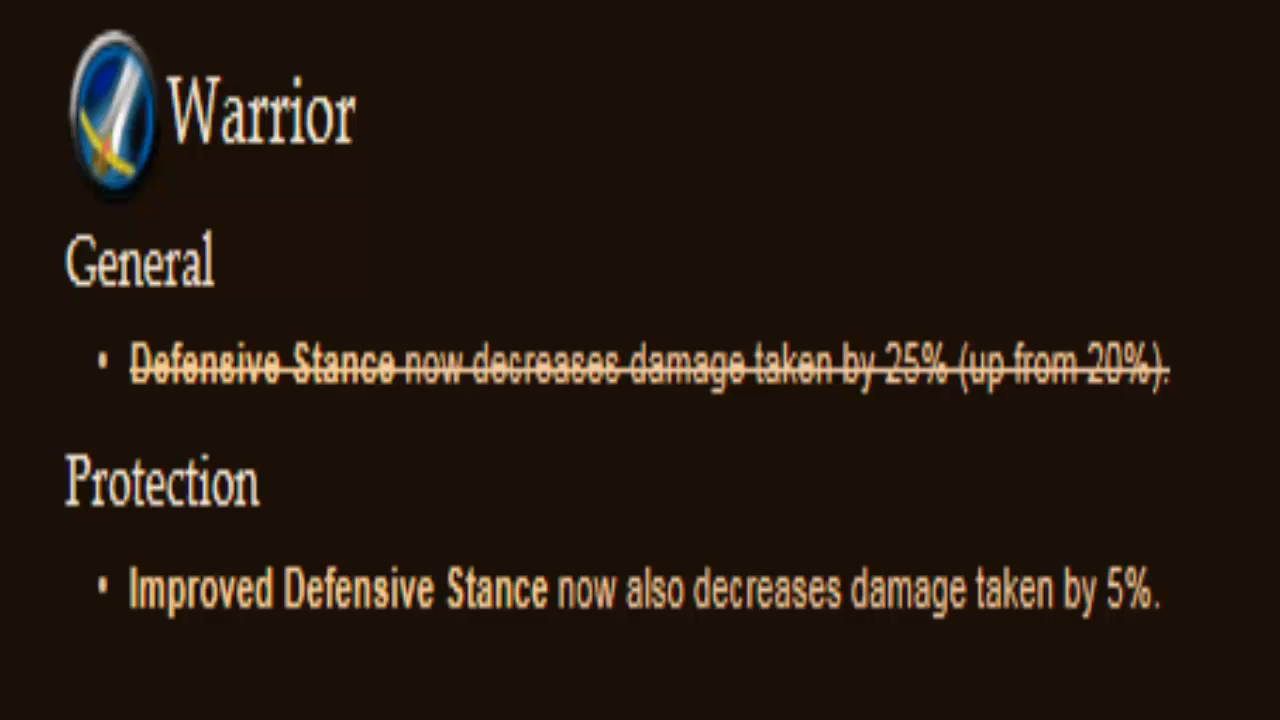 Warrior
General
• Defensive Stance now decreases damage taken by 25% (up from 20%).
Protection
• Improved Defensive Stance now also decreases damage taken by 5%.